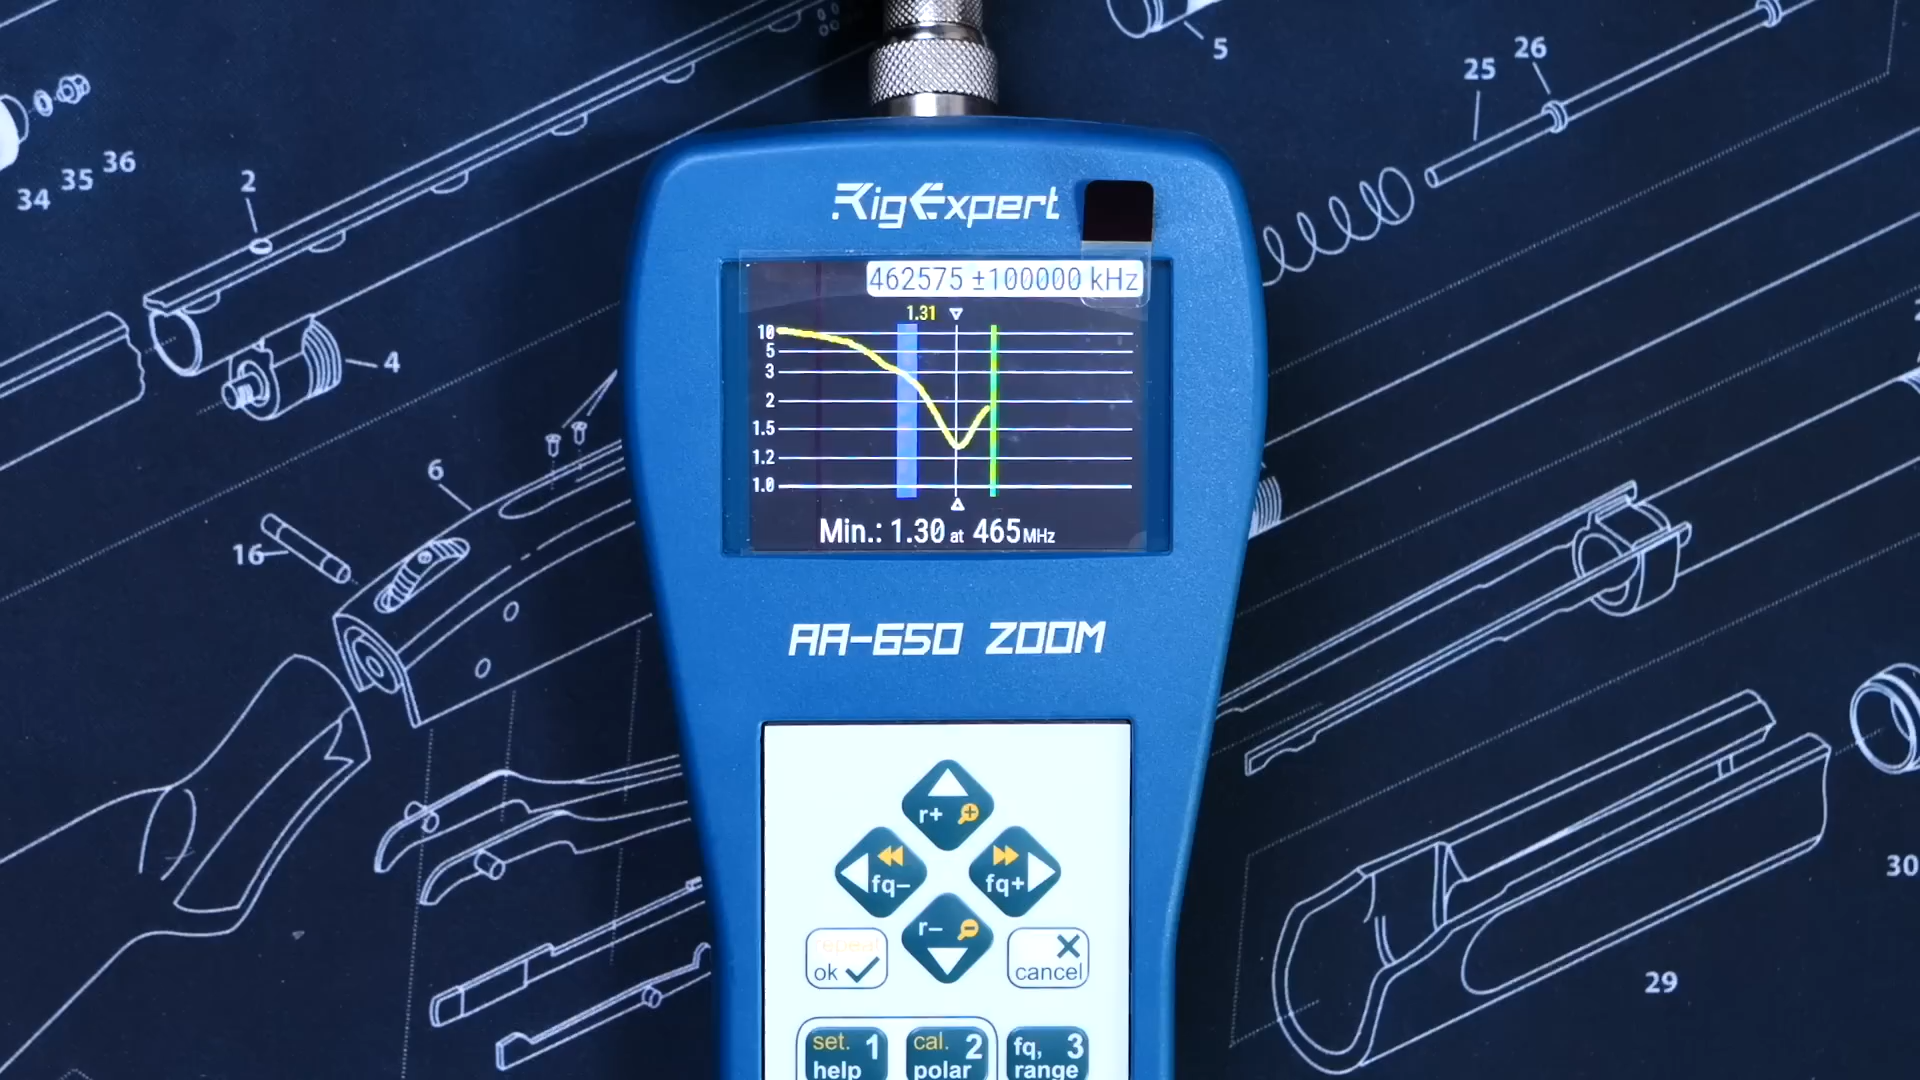 5
26
25
36
35
34
2
RigExpert
462575 ±100000 kHz
1.31
10
5
3
2
1.5
1.2
1.0
4
6
16
Min.: 1.30 at 465MHz
AA-650 ZOOM
r+
fq-
fq+
r-
repeat
ok
cancel
30
29
set. 1
help
cal. 2
polar
fq, 3
range